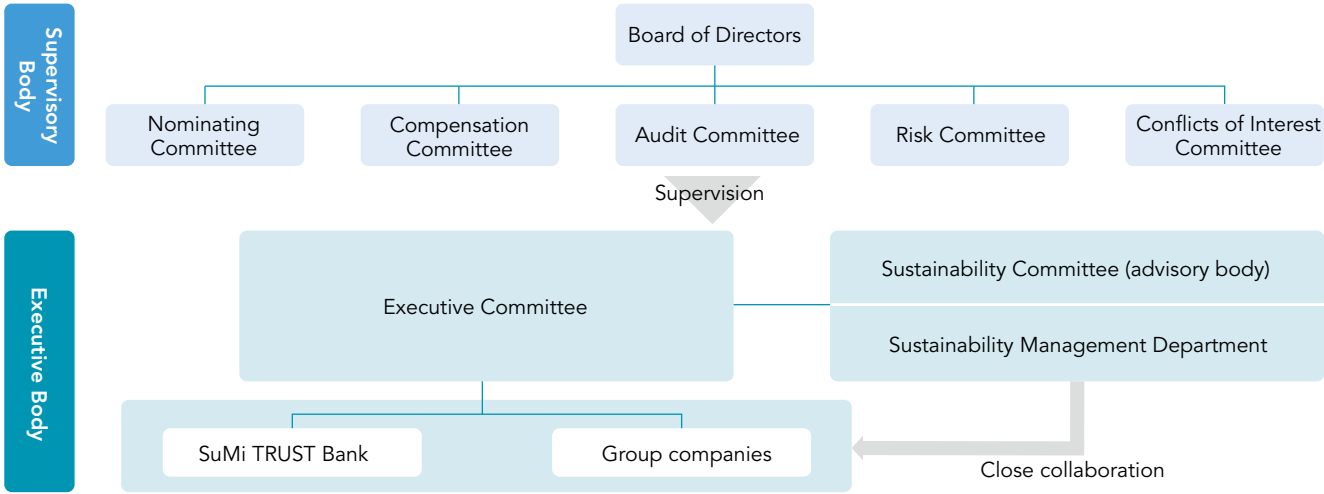 Supervisory
Body
Board of Directors
Nominating
Committee
Compensation
Committee
Audit Committee
Risk Committee
Conflicts of Interest
Committee
Supervision
Executive Body
Executive Committee
Sustainability Committee (advisory body)
Sustainability Management Department
SuMi TRUST Bank
Group companies
Close collaboration